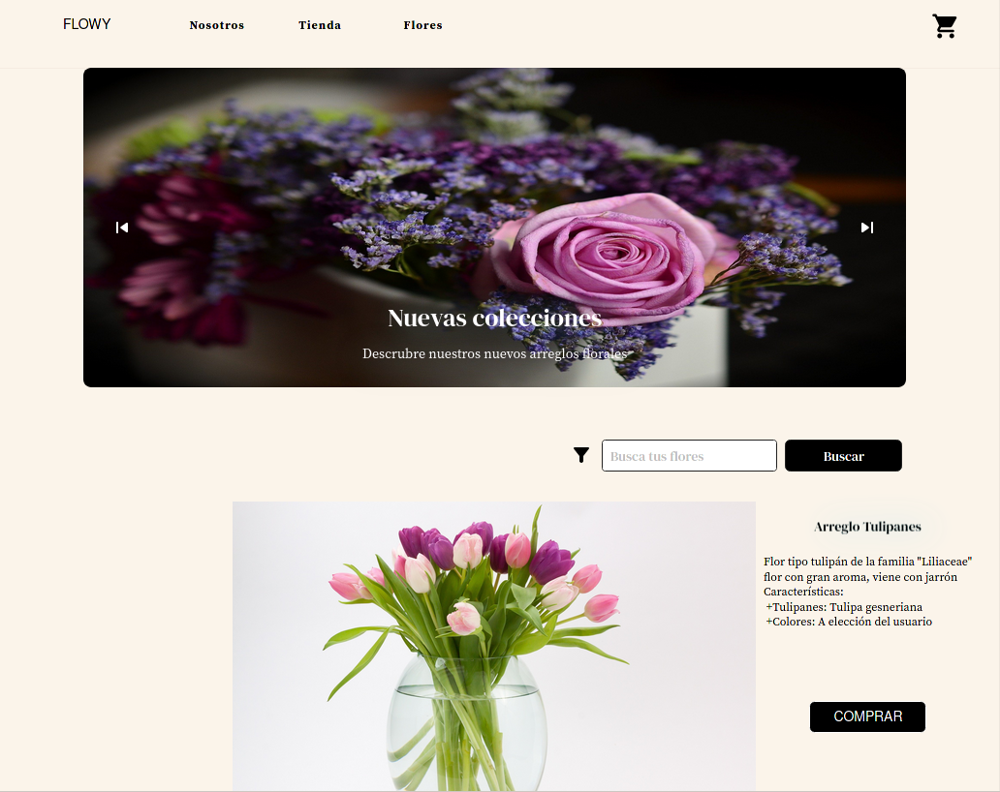 FLOWY Nosotros Tienda Flores
Nuevas colecciones
Descrubre nuestros nuevos arreglos florales
Busca tus flores Buscar
Arreglo Tulipanes
Flor tipo tulipán de la familia "Liliaceae"
flor con gran aroma, viene con jarrón
Características:
+Tulipanes: Tulipa gesneriana
+Colores: A elección del usuario
COMPRAR